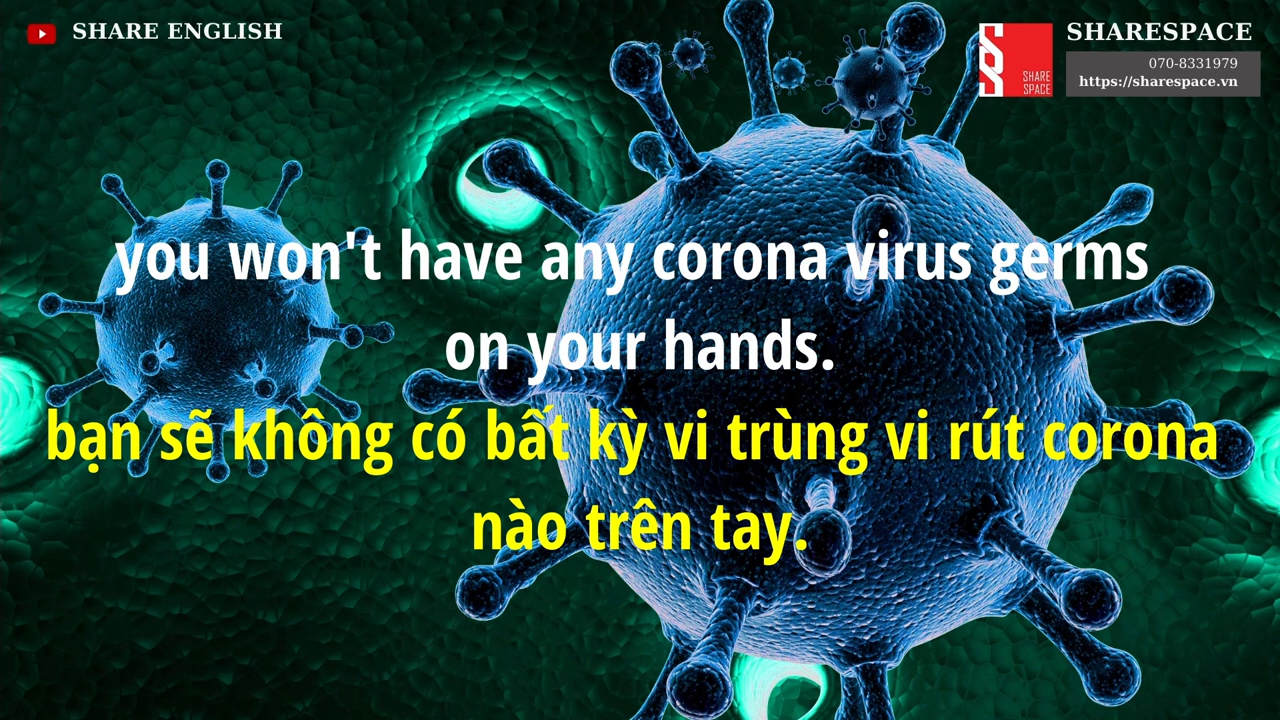 SHARE ENGLISH
SHARESPACE
070-8331979
https://sharespace.vn
SHARE
SPACE
you won't have any corona virus germs
on your hands.
bạn sẽ không có bất kỳ vi trùng vi rút corona
nào trên tay.